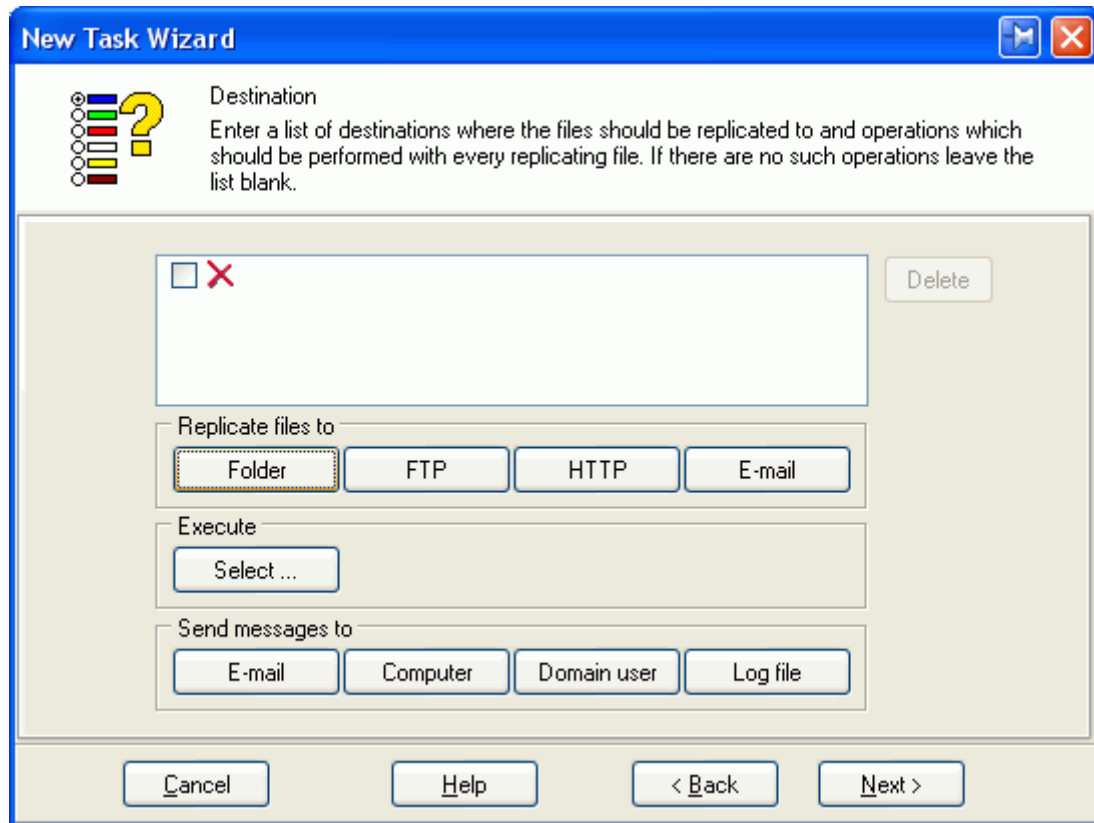 New Task Wizard
Destination
Enter a list of destinations where the files should be replicated to and operations which
should be performed with every replicating file. If there are no such operations leave the
list blank.
Delete
Replicate files to
Folder FTP HTTP E-mail
Execute
Select ...
Send messages to
E-mail Computer Domain user Log file
Cancel Help < Back Next >